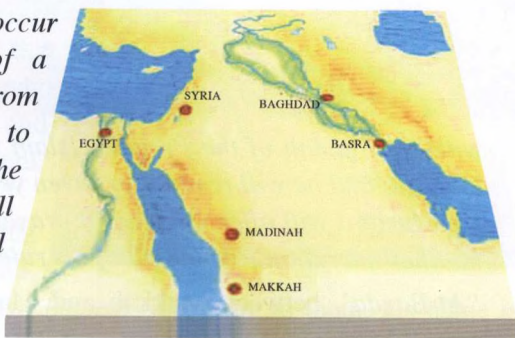 occur
of a
rom
to
he
ll
SYRIA
BAGHDAD
EGYPT
BASRA
MADINAH
MAKKAH